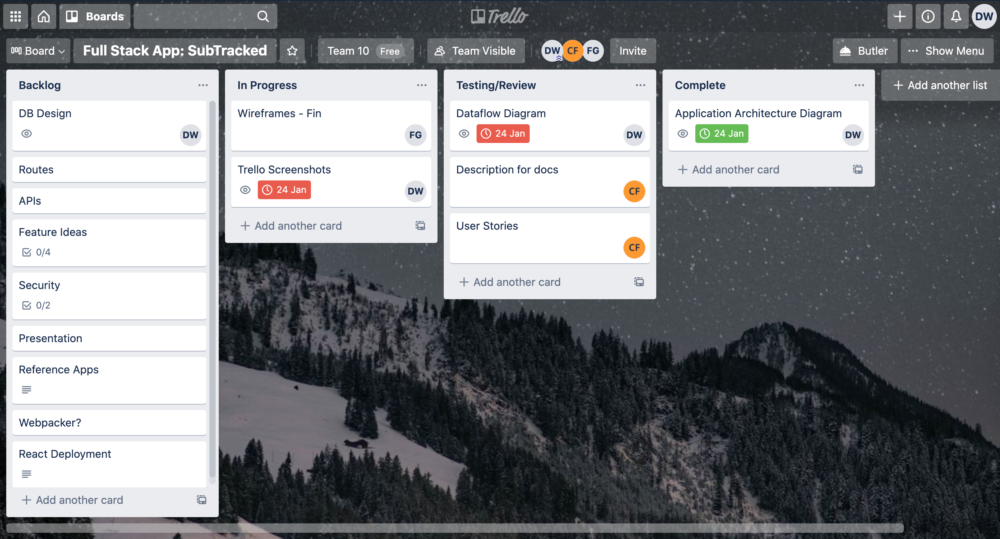 Boards
Trello
DW
Board
Full Stack App: SubTracked
Team 10 Free
Team Visible
DW CF FG
Invite
Butler
Show Menu
Backlog
DB Design
DW
Routes
APIs
Feature Ideas
0/4
Security
0/2
Presentation
Reference Apps
Webpacker?
React Deployment
Add another card
In Progress
Wireframes - Fin
FG
Trello Screenshots
24 Jan
DW
Add another card
Testing/Review
Dataflow Diagram
24 Jan
DW
Description for docs
CF
User Stories
CF
Add another card
Complete
Application Architecture Diagram
24 Jan
DW
Add another card
Add another list